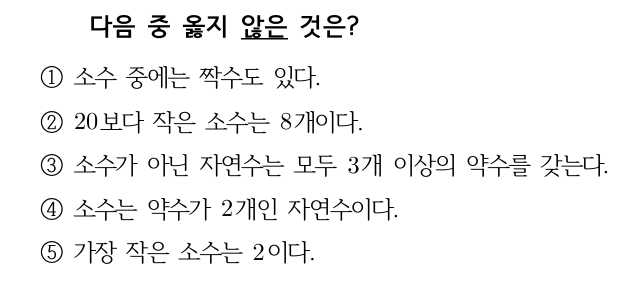 다음 중 옳지 않은 것은?
① 소수 중에는 짝수도 있다.
② 20보다 작은 소수는 8개이다.
③ 소수가 아닌 자연수는 모두 3개 이상의 약수를 갖는다.
④ 소수는 약수가 2개인 자연수이다.
⑤ 가장 작은 소수는 2이다.